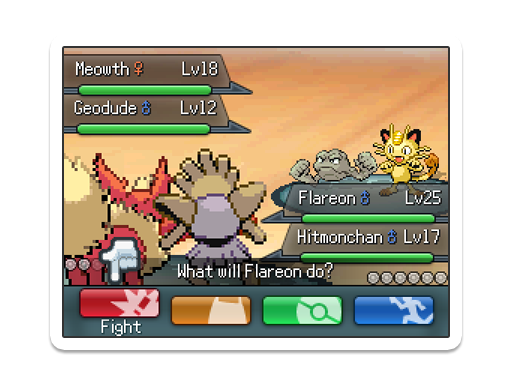 Meowth♀ Lv18
Geodude♂ Lv12
Flareon♂ Lv25
Hitmonchan♂ Lv17
What will Flareon do?
Fight